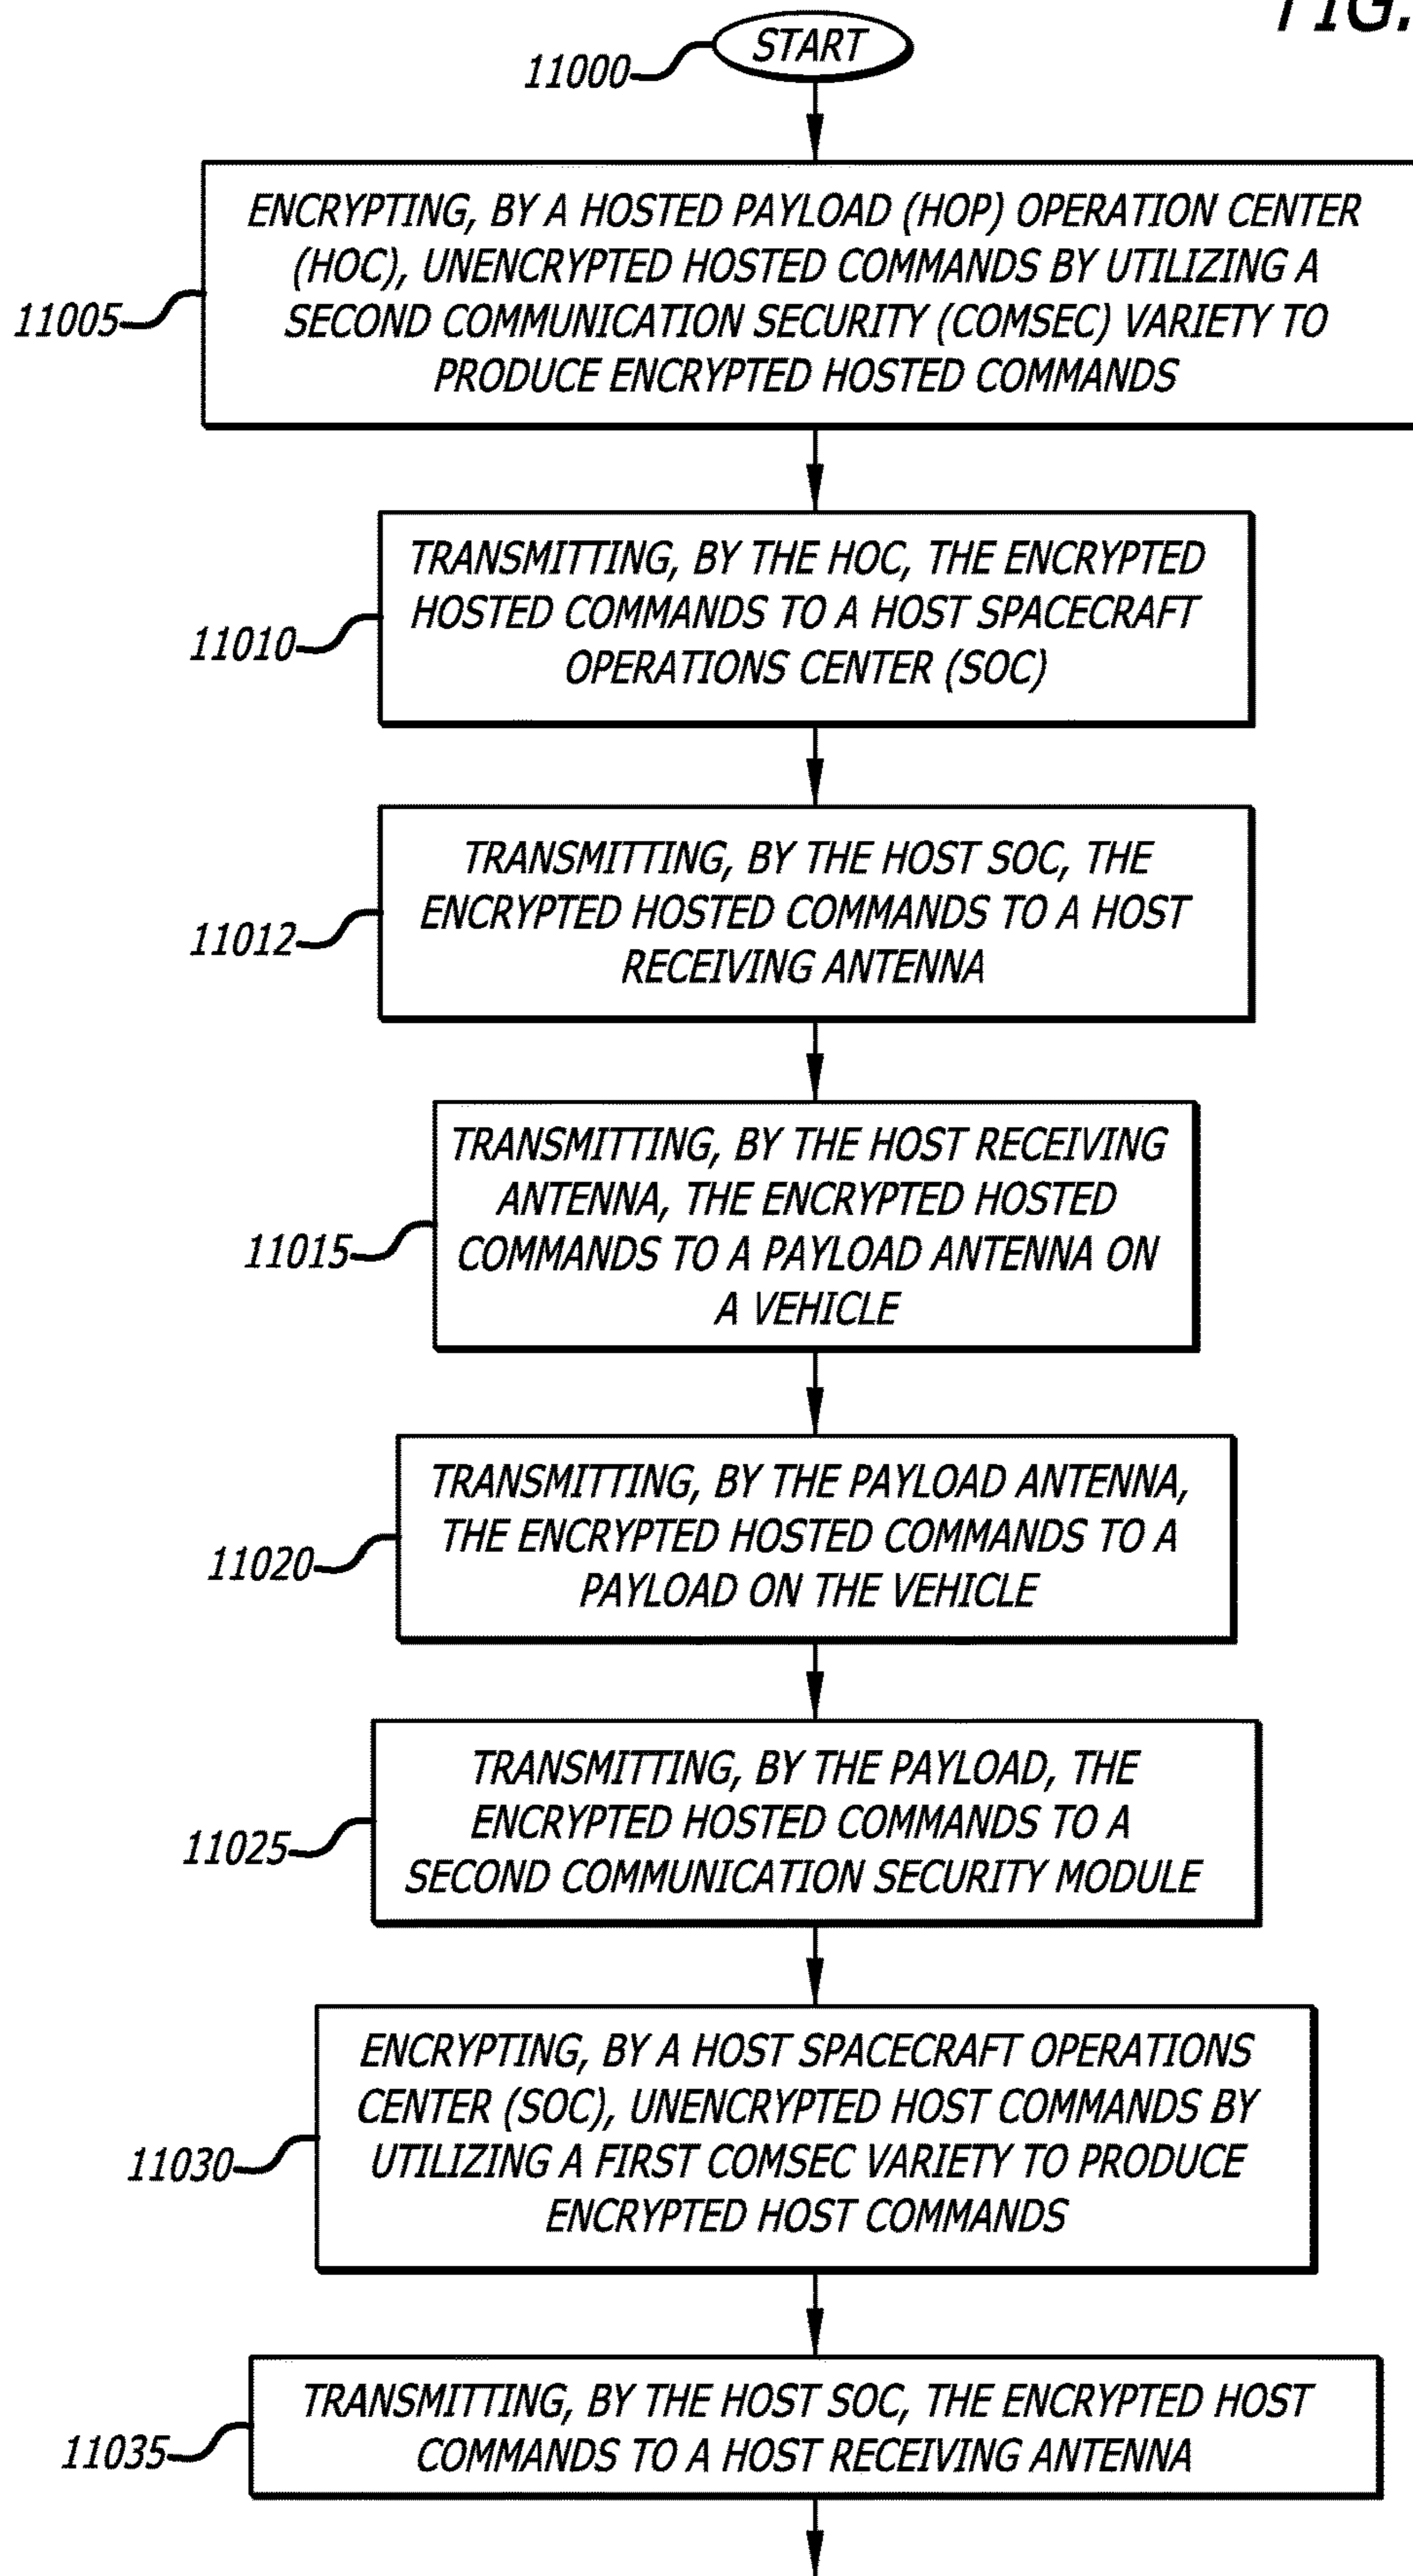 FIG.
START
11000
ENCRYPTING, BY A HOSTED PAYLOAD (HOP) OPERATION CENTER
(HOC), UNENCRYPTED HOSTED COMMANDS BY UTILIZING A
SECOND COMMUNICATION SECURITY (COMSEC) VARIETY TO
PRODUCE ENCRYPTED HOSTED COMMANDS
11005
TRANSMITTING, BY THE HOC, THE ENCRYPTED
HOSTED COMMANDS TO A HOST SPACECRAFT
OPERATIONS CENTER (SOC)
11010
TRANSMITTING, BY THE HOST SOC, THE
ENCRYPTED HOSTED COMMANDS TO A HOST
RECEIVING ANTENNA
11012
TRANSMITTING, BY THE HOST RECEIVING
ANTENNA, THE ENCRYPTED HOSTED
COMMANDS TO A PAYLOAD ANTENNA ON
A VEHICLE
11015
TRANSMITTING, BY THE PAYLOAD ANTENNA,
THE ENCRYPTED HOSTED COMMANDS TO A
PAYLOAD ON THE VEHICLE
11020
TRANSMITTING, BY THE PAYLOAD, THE
ENCRYPTED HOSTED COMMANDS TO A
SECOND COMMUNICATION SECURITY MODULE
11025
ENCRYPTING, BY A HOST SPACECRAFT OPERATIONS
CENTER (SOC), UNENCRYPTED HOST COMMANDS BY
UTILIZING A FIRST COMSEC VARIETY TO PRODUCE
ENCRYPTED HOST COMMANDS
11030
TRANSMITTING, BY THE HOST SOC, THE ENCRYPTED HOST
COMMANDS TO A HOST RECEIVING ANTENNA
11035